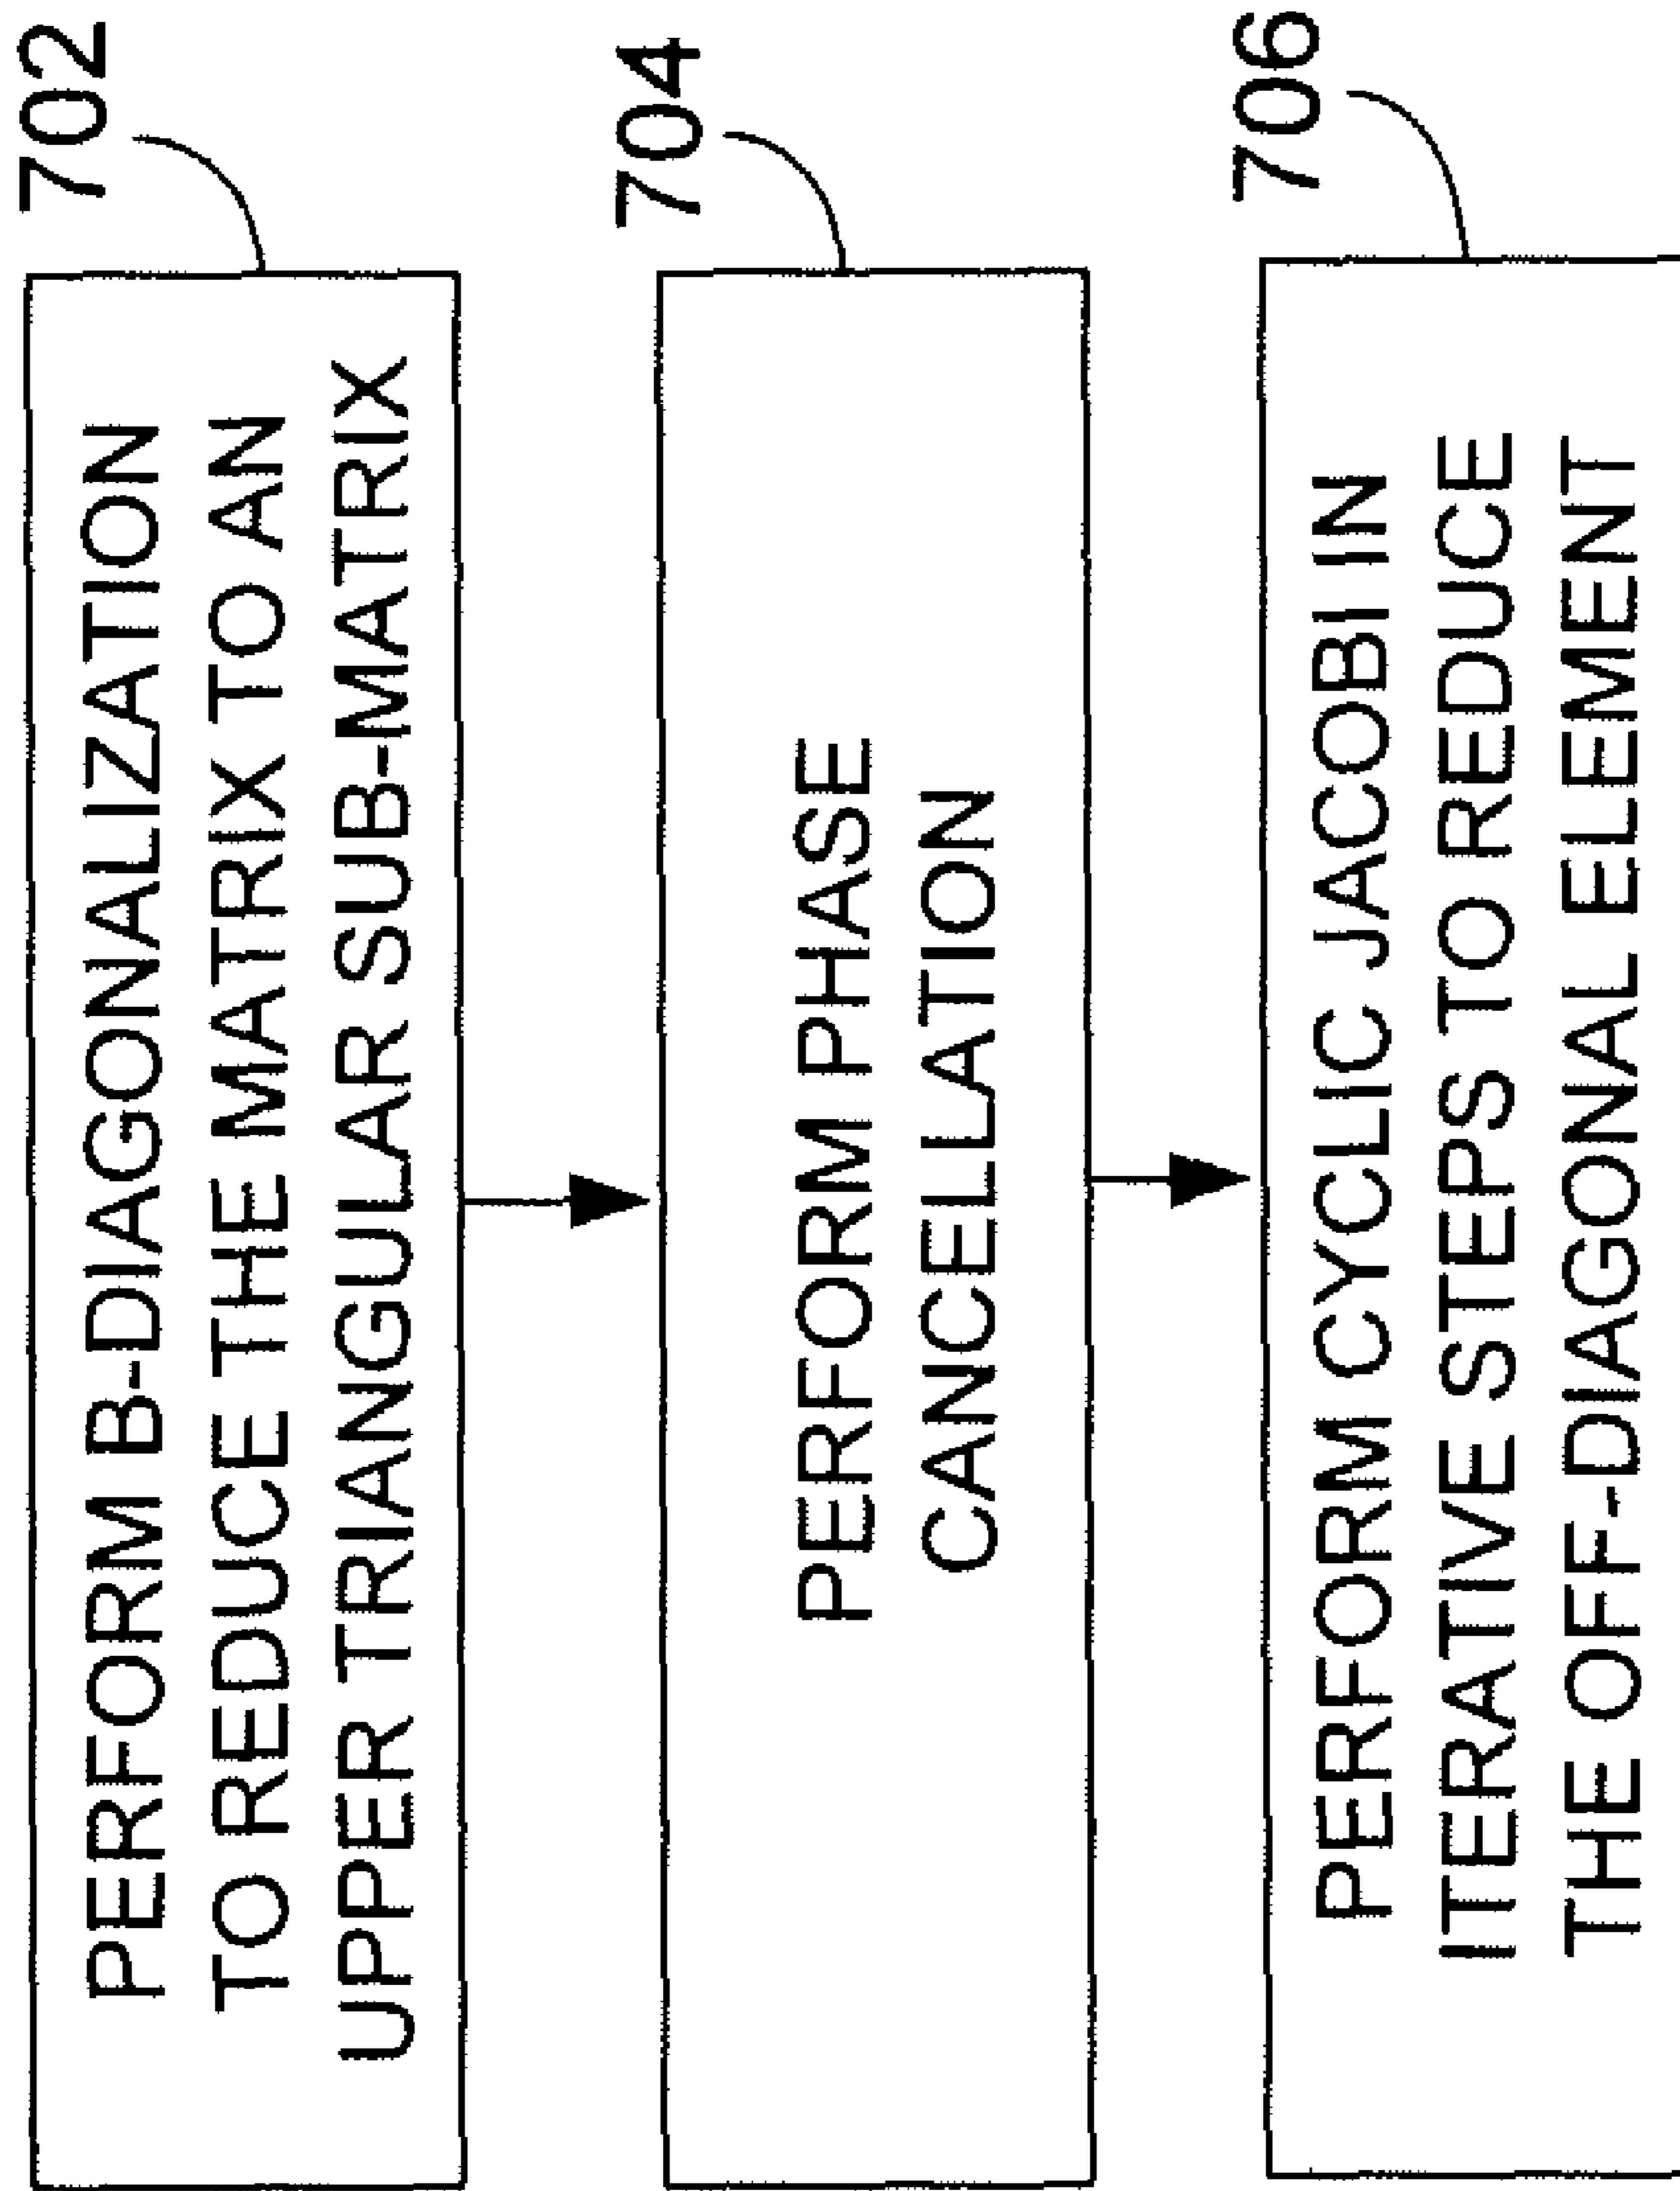 702
PERFORM B-DIAGONALIZATION
TO REDUCE THE MATRIX TO AN
UPPER TRIANGULAR SUB-MATRIX
704
PERFORM PHASE
CANCELLATION
706
PERFORM CYCLIC JACOBI IN
ITERATIVE STEPS TO REDUCE
THE OFF-DIAGONAL ELEMENT